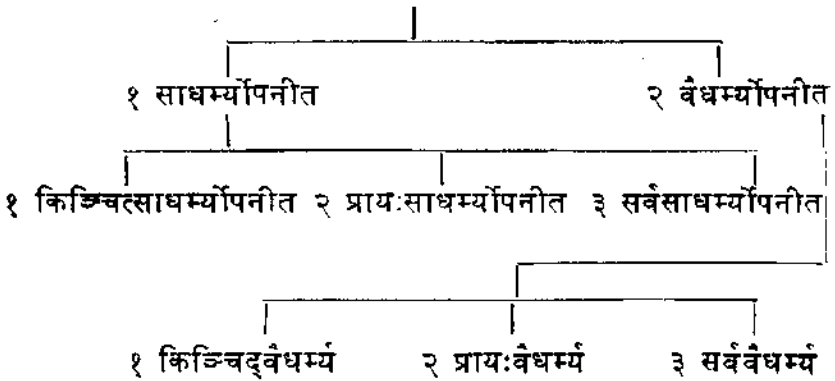 १ साधर्म्योपनीत २ वैधर्म्योपनीत
१ किञ्चित्साधर्म्योपनीत २ प्रायःसाधर्म्योपनीत ३ सर्वसाधर्म्योपनीत
१ किञ्चिद्वैधर्म्य २ प्रायःवैधर्म्य ३ सर्ववैधर्म्य